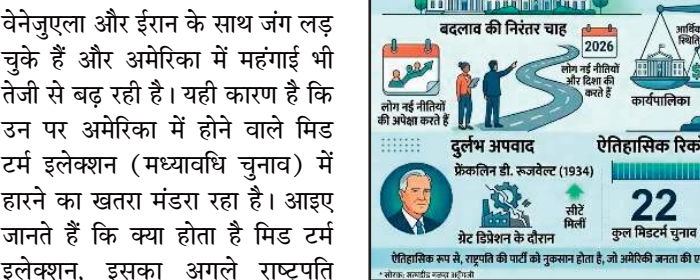 वेनेजुएला और ईरान के साथ जंग लड़
चुके हैं और अमेरिका में महंगाई भी
तेजी से बढ़ रही है। यही कारण है कि
उन पर अमेरिका में होने वाले मिड
टर्म इलेक्शन (मध्यावधि चुनाव) में
हारने का खतरा मंडरा रहा है। आइए
जानते हैं कि क्या होता है मिड टर्म
इलेक्शन, इसका अगले राष्ट्रपति
बदलाव की निरंतर चाह
2026
लोग नई नीतियों
की अपेक्षा करते हैं
लोग नई नीतियों
और दिशा की
करते हैं
आर्थिक
स्थिति
कार्यपालिका
दुर्लभ अपवाद
फ्रैंकलिन डी. रूजवेल्ट (1934)
सीटें
मिलीं
ग्रेट डिप्रेशन के दौरान
ऐतिहासिक
22
कुल मिडटर्म चुनाव
ऐतिहासिक रूप से, राष्ट्रपति की पार्टी को नुकसान होता है, जो अमेरिकी जनता की